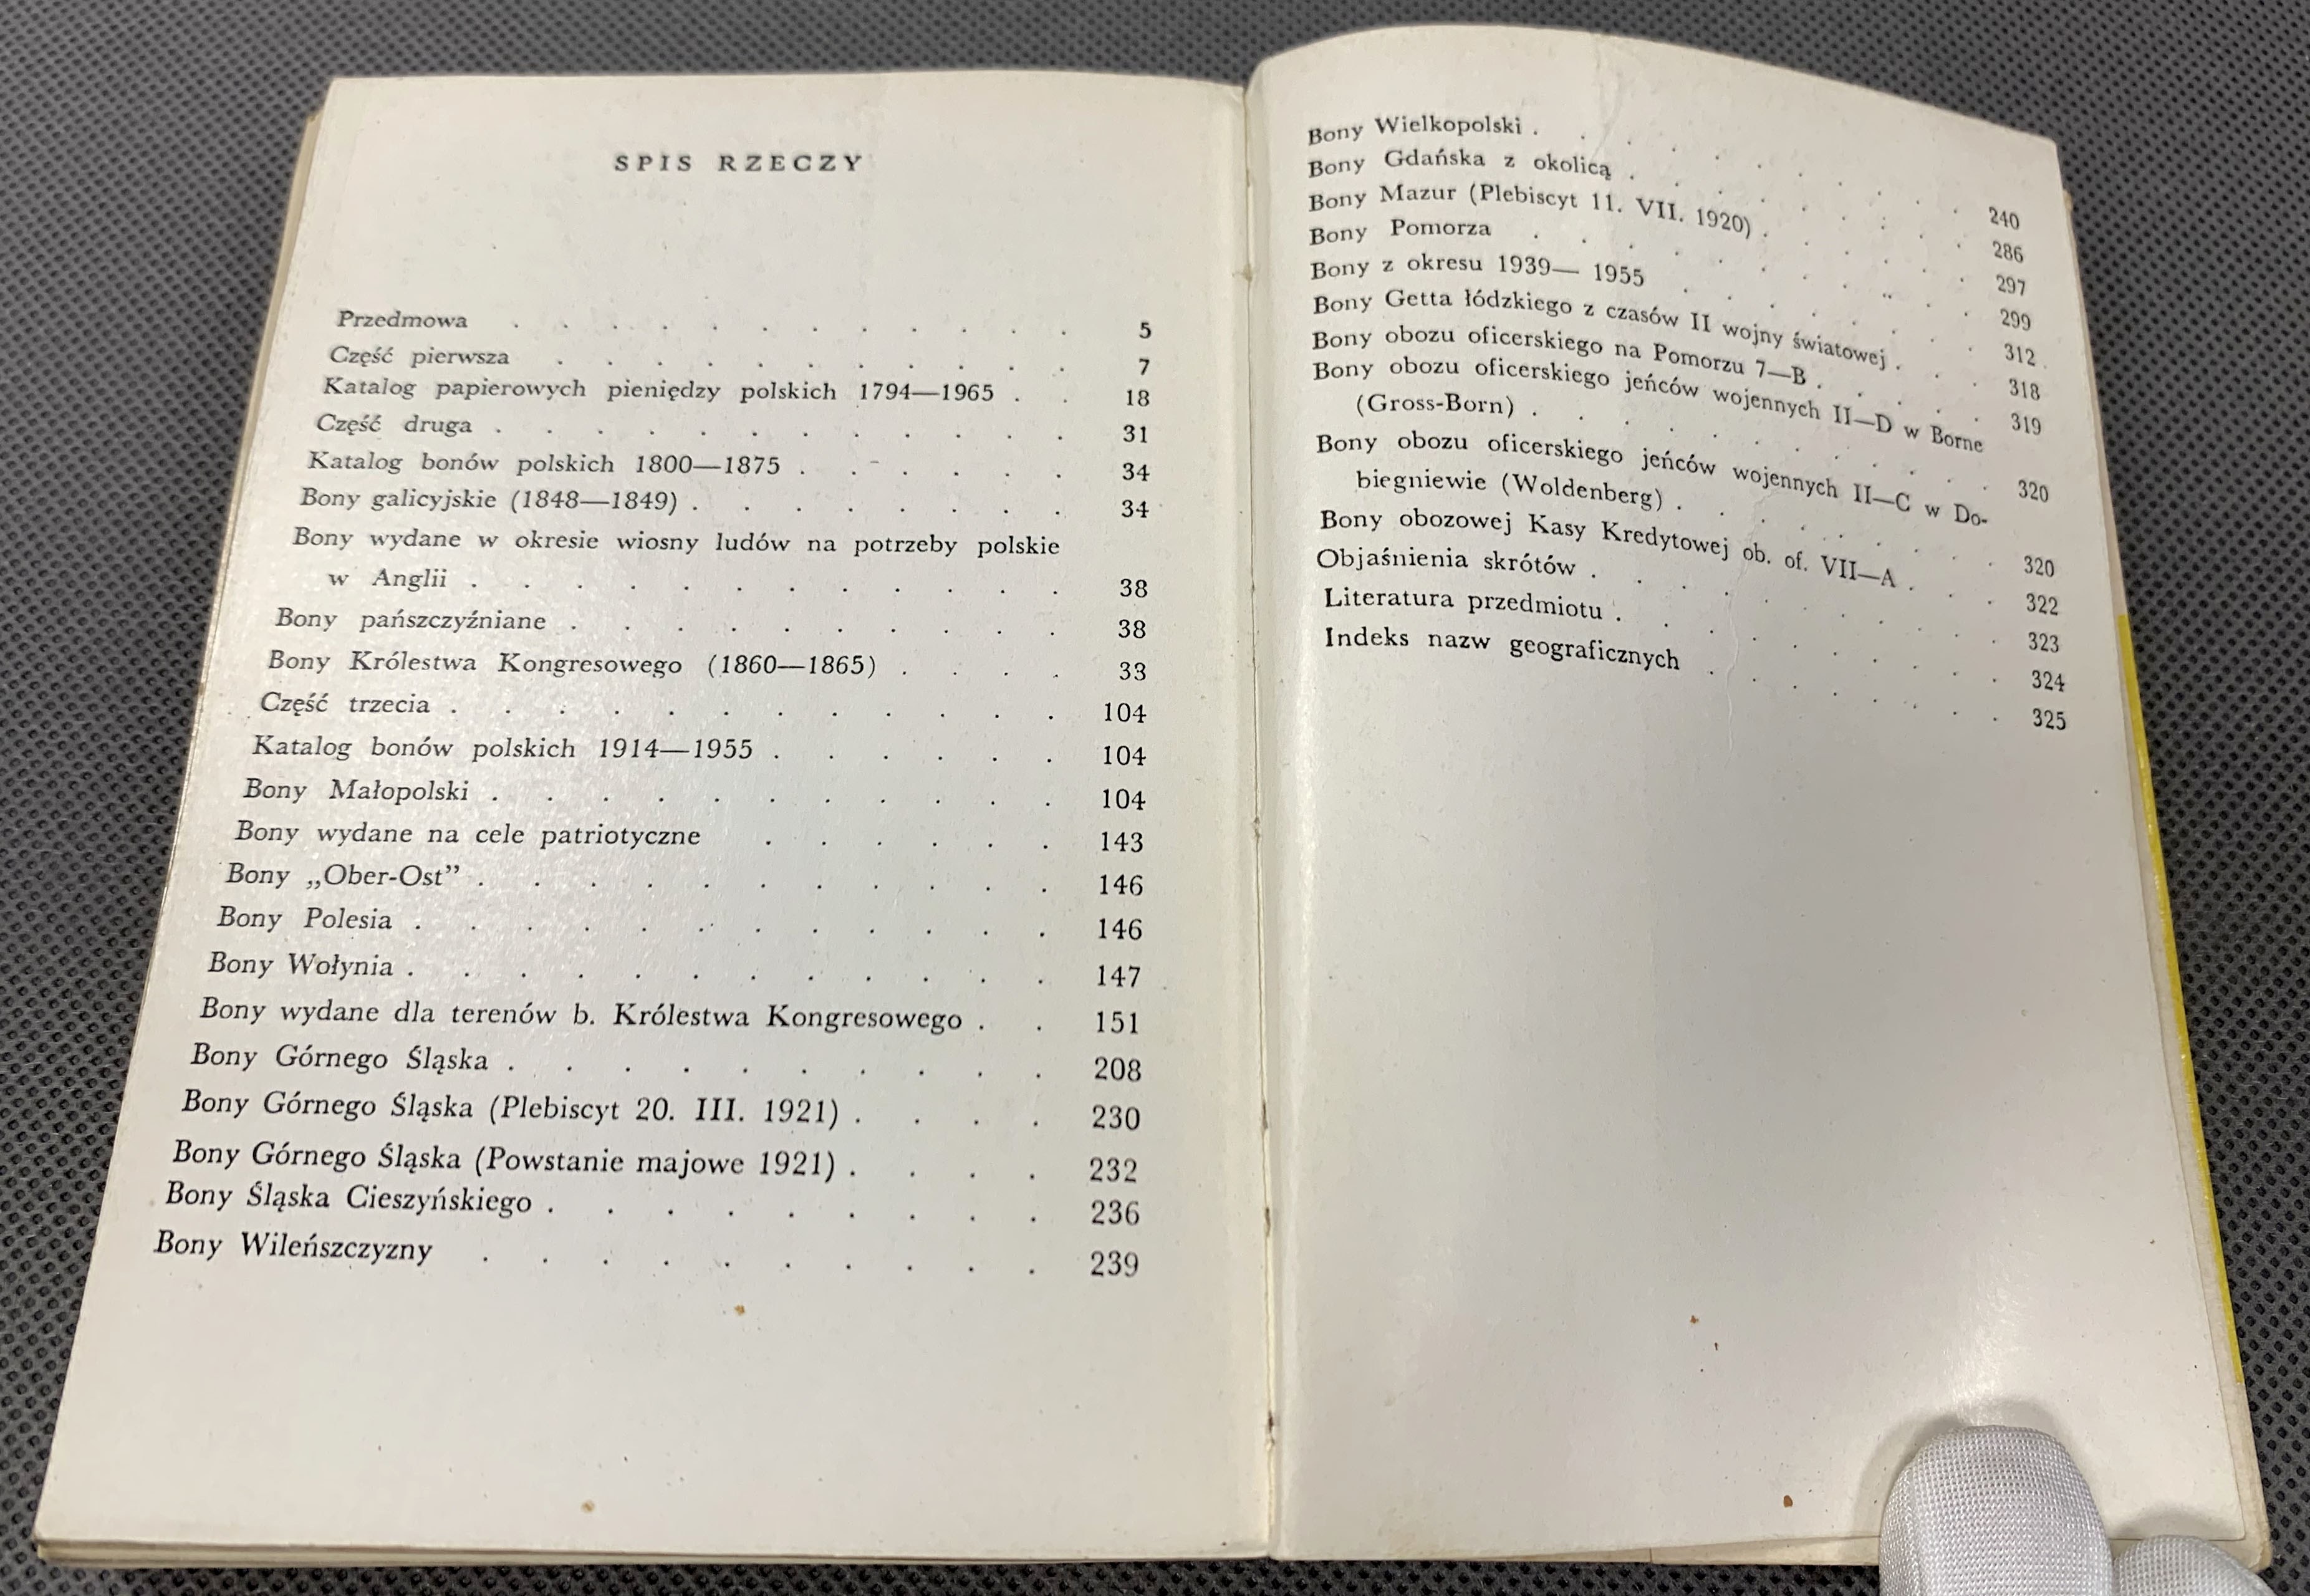 SPIS RZECZY
Przedmowa . . . . . . . . . . . . 5
Część pierwsza . . . . . . . . . . . 7
Katalog papierowych pieniędzy polskich 1794—1965 . . 18
Część druga . . . . . . . . . . . . 31
Katalog bonów polskich 1800—1875 . . . . . . 34
Bony galicyjskie (1848—1849) . . . . . . . . 34
Bony wydane w okresie wiosny ludów na potrzeby polskie
w Anglii . . . . . . . . . . . . 38
Bony pańszczyźniane . . . . . . . . . . 38
Bony Królestwa Kongresowego (1860—1865) . . . . 33
Część trzecia . . . . . . . . . . . . 104
Katalog bonów polskich 1914—1955 . . . . . . 104
Bony Małopolski . . . . . . . . . . . 104
Bony wydane na cele patriotyczne . . . . . . 143
Bony „Ober-Ost” . . . . . . . . . . . 146
Bony Polesia . . . . . . . . . . . . 146
Bony Wołynia . . . . . . . . . . . . 147
Bony wydane dla terenów b. Królestwa Kongresowego . . 151
Bony Górnego Śląska . . . . . . . . . . 208
Bony Górnego Śląska (Plebiscyt 20. III. 1921) . . . . 230
Bony Górnego Śląska (Powstanie majowe 1921) . . . . 232
Bony Śląska Cieszyńskiego . . . . . . . . . 236
Bony Wileńszczyzny . . . . . . . . . . 239
Bony Wielkopolski . . . . . . . . . . 240
Bony Gdańska z okolicą . . . . . . . . 286
Bony Mazur (Plebiscyt 11. VII. 1920) . . . . . 297
Bony Pomorza . . . . . . . . . . 299
Bony z okresu 1939— 1955 . . . . . . . 312
Bony Getta łódzkiego z czasów II wojny światowej . . . 318
Bony obozu oficerskiego na Pomorzu 7—B . . . . . 319
Bony obozu oficerskiego jeńców wojennych II—D w Borne
(Gross-Born) . . . . . . . . . . 320
Bony obozu oficerskiego jeńców wojennych II—C w Do-
biegniewie (Woldenberg) . . . . . . . . 320
Bony obozowej Kasy Kredytowej ob. of. VII—A . . . 322
Objaśnienia skrótów . . . . . . . . . . 323
Literatura przedmiotu . . . . . . . . . 324
Indeks nazw geograficznych . . . . . . . . 325